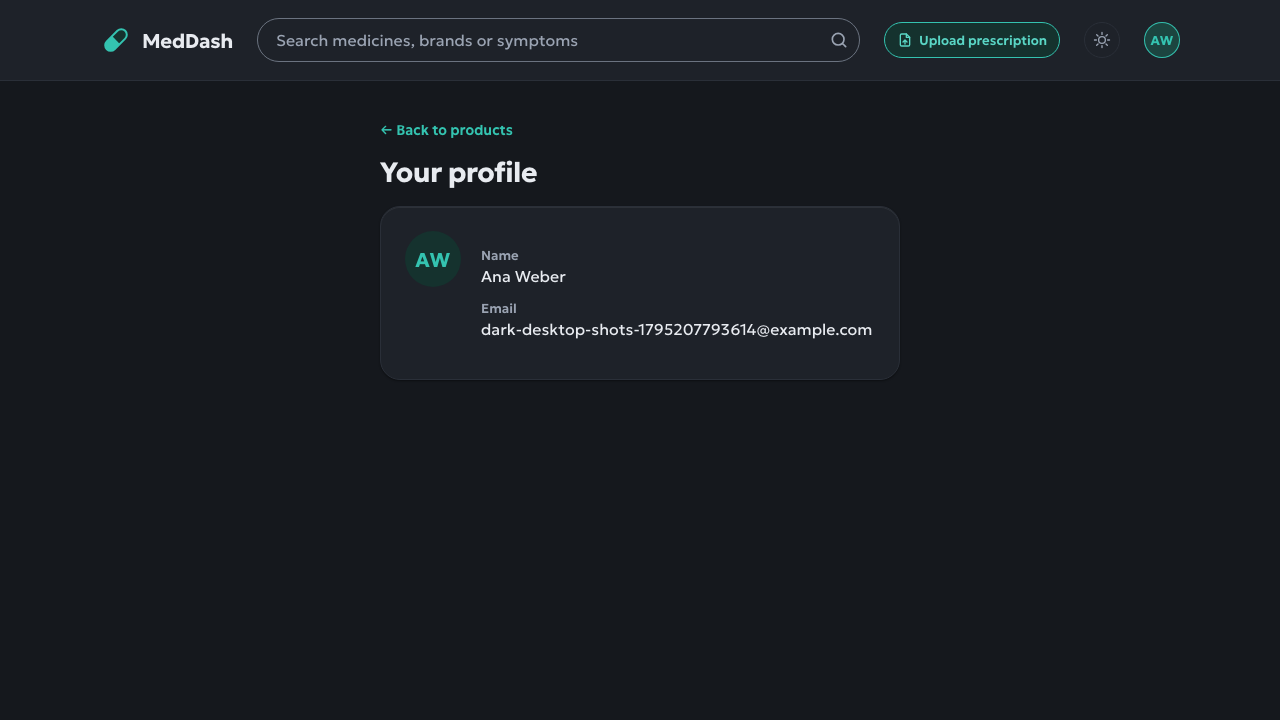 MedDash
Search medicines, brands or symptoms
Upload prescription
AW
← Back to products
Your profile
AW
Name
Ana Weber
Email
dark-desktop-shots-1795207793614@example.com